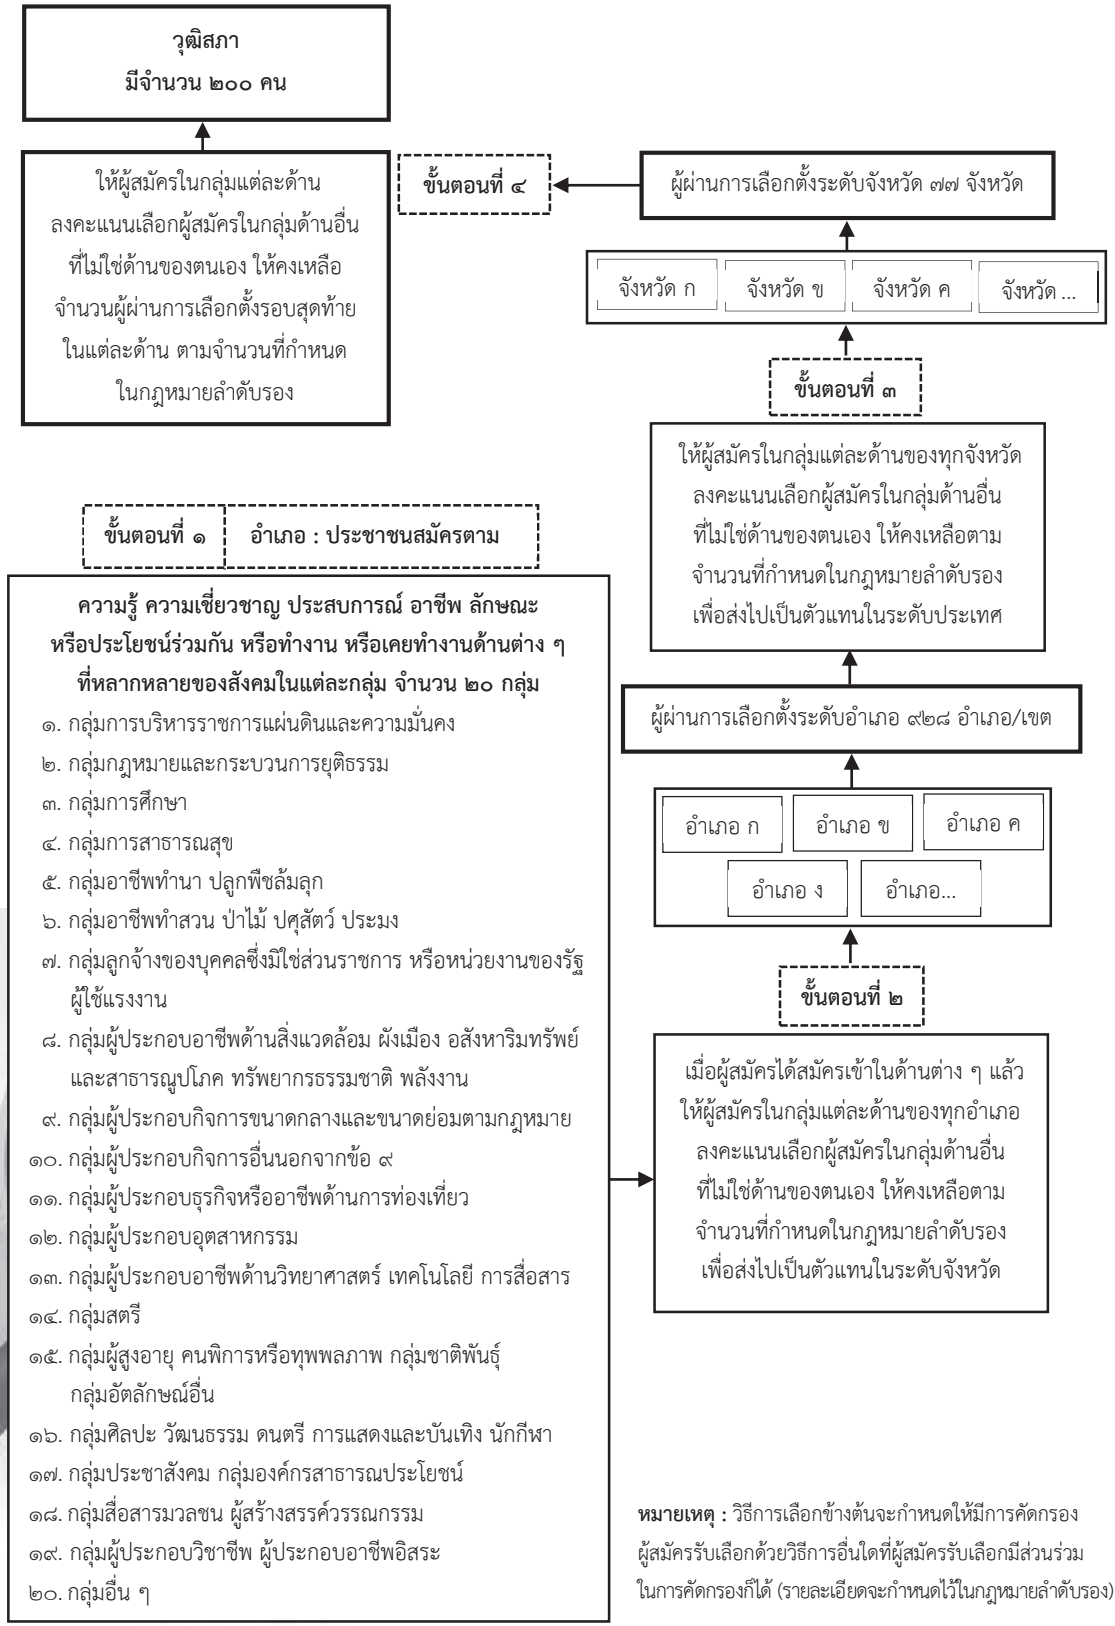 วุฒิสภา
มีจำนวน ๒๐๐ คน
ให้ผู้สมัครในกลุ่มแต่ละด้าน
ลงคะแนนเลือกผู้สมัครในกลุ่มด้านอื่น
ที่ไม่ใช่ด้านของตนเอง ให้คงเหลือ
จำนวนผู้ผ่านการเลือกตั้งรอบสุดท้าย
ในแต่ละด้าน ตามจำนวนที่กำหนด
ในกฎหมายลำดับรอง
ขั้นตอนที่ ๔
ผู้ผ่านการเลือกตั้งระดับจังหวัด ๗๗ จังหวัด
จังหวัด ก
จังหวัด ข
จังหวัด ค
จังหวัด ...
ขั้นตอนที่ ๓
ให้ผู้สมัครในกลุ่มแต่ละด้านของทุกจังหวัด
ลงคะแนนเลือกผู้สมัครในกลุ่มด้านอื่น
ที่ไม่ใช่ด้านของตนเอง ให้คงเหลือตาม
จำนวนที่กำหนดในกฎหมายลำดับรอง
เพื่อส่งไปเป็นตัวแทนในระดับประเทศ
ผู้ผ่านการเลือกตั้งระดับอำเภอ ๙๒๘ อำเภอ/เขต
อำเภอ ก
อำเภอ ข
อำเภอ ค
อำเภอ ง
อำเภอ...
ขั้นตอนที่ ๒
เมื่อผู้สมัครได้สมัครเข้าในด้านต่าง ๆ แล้ว
ให้ผู้สมัครในกลุ่มแต่ละด้านของทุกอำเภอ
ลงคะแนนเลือกผู้สมัครในกลุ่มด้านอื่น
ที่ไม่ใช่ด้านของตนเอง ให้คงเหลือตาม
จำนวนที่กำหนดในกฎหมายลำดับรอง
เพื่อส่งไปเป็นตัวแทนในระดับจังหวัด
ขั้นตอนที่ ๑
อำเภอ : ประชาชนสมัครตาม
ความรู้ ความเชี่ยวชาญ ประสบการณ์ อาชีพ ลักษณะ
หรือประโยชน์ร่วมกัน หรือทำงาน หรือเคยทำงานด้านต่าง ๆ
ที่หลากหลายของสังคมในแต่ละกลุ่ม จำนวน ๒๐ กลุ่ม
๑. กลุ่มการบริหารราชการแผ่นดินและความมั่นคง
๒. กลุ่มกฎหมายและกระบวนการยุติธรรม
๓. กลุ่มการศึกษา
๔. กลุ่มการสาธารณสุข
๕. กลุ่มอาชีพทำนา ปลูกพืชล้มลุก
๖. กลุ่มอาชีพทำสวน ป่าไม้ ปศุสัตว์ ประมง
๗. กลุ่มลูกจ้างของบุคคลซึ่งมิใช่ส่วนราชการ หรือหน่วยงานของรัฐ
ผู้ใช้แรงงาน
๘. กลุ่มผู้ประกอบอาชีพด้านสิ่งแวดล้อม ผังเมือง อสังหาริมทรัพย์
และสาธารณูปโภค ทรัพยากรธรรมชาติ พลังงาน
๙. กลุ่มผู้ประกอบกิจการขนาดกลางและขนาดย่อมตามกฎหมาย
๑๐. กลุ่มผู้ประกอบกิจการอื่นนอกจากข้อ ๙
๑๑. กลุ่มผู้ประกอบธุรกิจหรืออาชีพด้านการท่องเที่ยว
๑๒. กลุ่มผู้ประกอบอุตสาหกรรม
๑๓. กลุ่มผู้ประกอบอาชีพด้านวิทยาศาสตร์ เทคโนโลยี การสื่อสาร
๑๔. กลุ่มสตรี
๑๕. กลุ่มผู้สูงอายุ คนพิการหรือทุพพลภาพ กลุ่มชาติพันธุ์
กลุ่มอัตลักษณ์อื่น
๑๖. กลุ่มศิลปะ วัฒนธรรม ดนตรี การแสดงและบันเทิง นักกีฬา
๑๗. กลุ่มประชาสังคม กลุ่มองค์กรสาธารณประโยชน์
๑๘. กลุ่มสื่อสารมวลชน ผู้สร้างสรรค์วรรณกรรม
๑๙. กลุ่มผู้ประกอบวิชาชีพ ผู้ประกอบอาชีพอิสระ
๒๐. กลุ่มอื่น ๆ
หมายเหตุ : วิธีการเลือกข้างต้นจะกำหนดให้มีการคัดกรอง
ผู้สมัครรับเลือกด้วยวิธีการอื่นใดที่ผู้สมัครรับเลือกมีส่วนร่วม
ในการคัดกรองก็ได้ (รายละเอียดจะกำหนดไว้ในกฎหมายลำดับรอง)